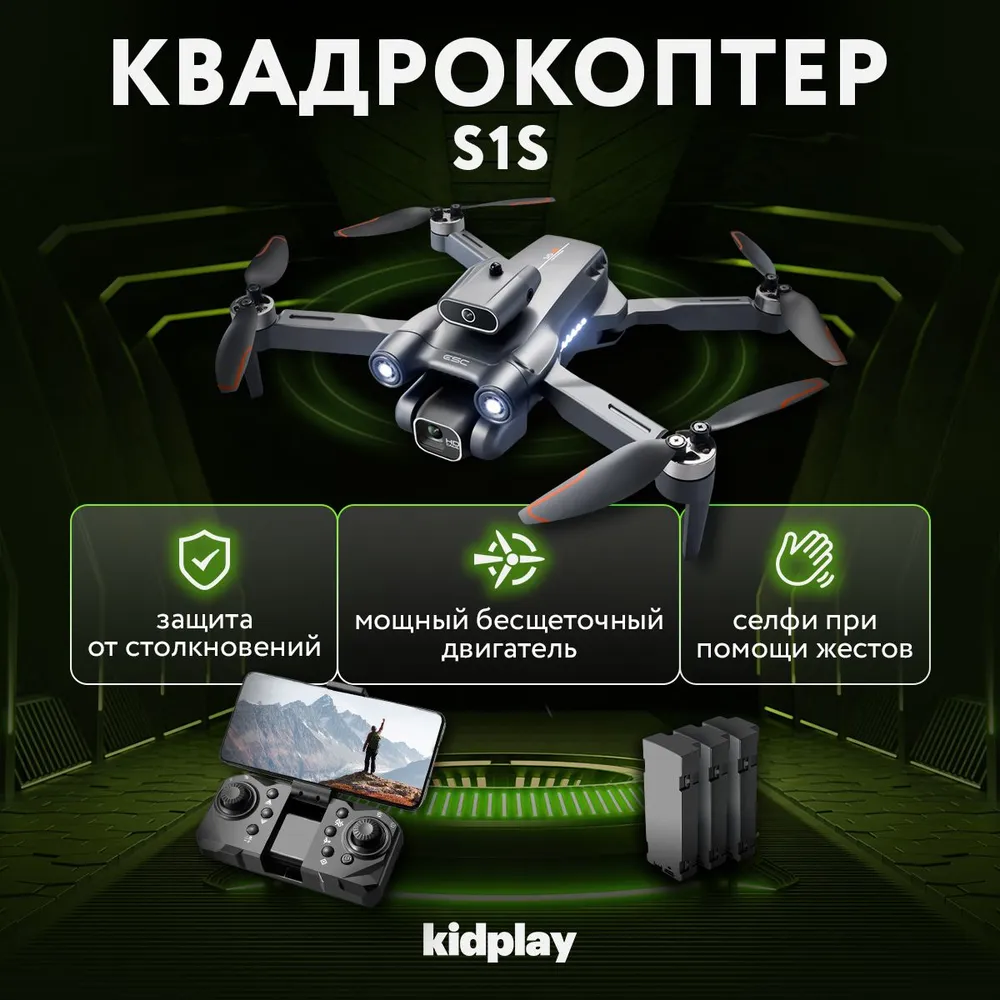 КВАДРОКОПТЕР
S1S
ESC
HD
защита
от столкновений
мощный бесщеточный
двигатель
селфи при
помощи жестов
kidplay